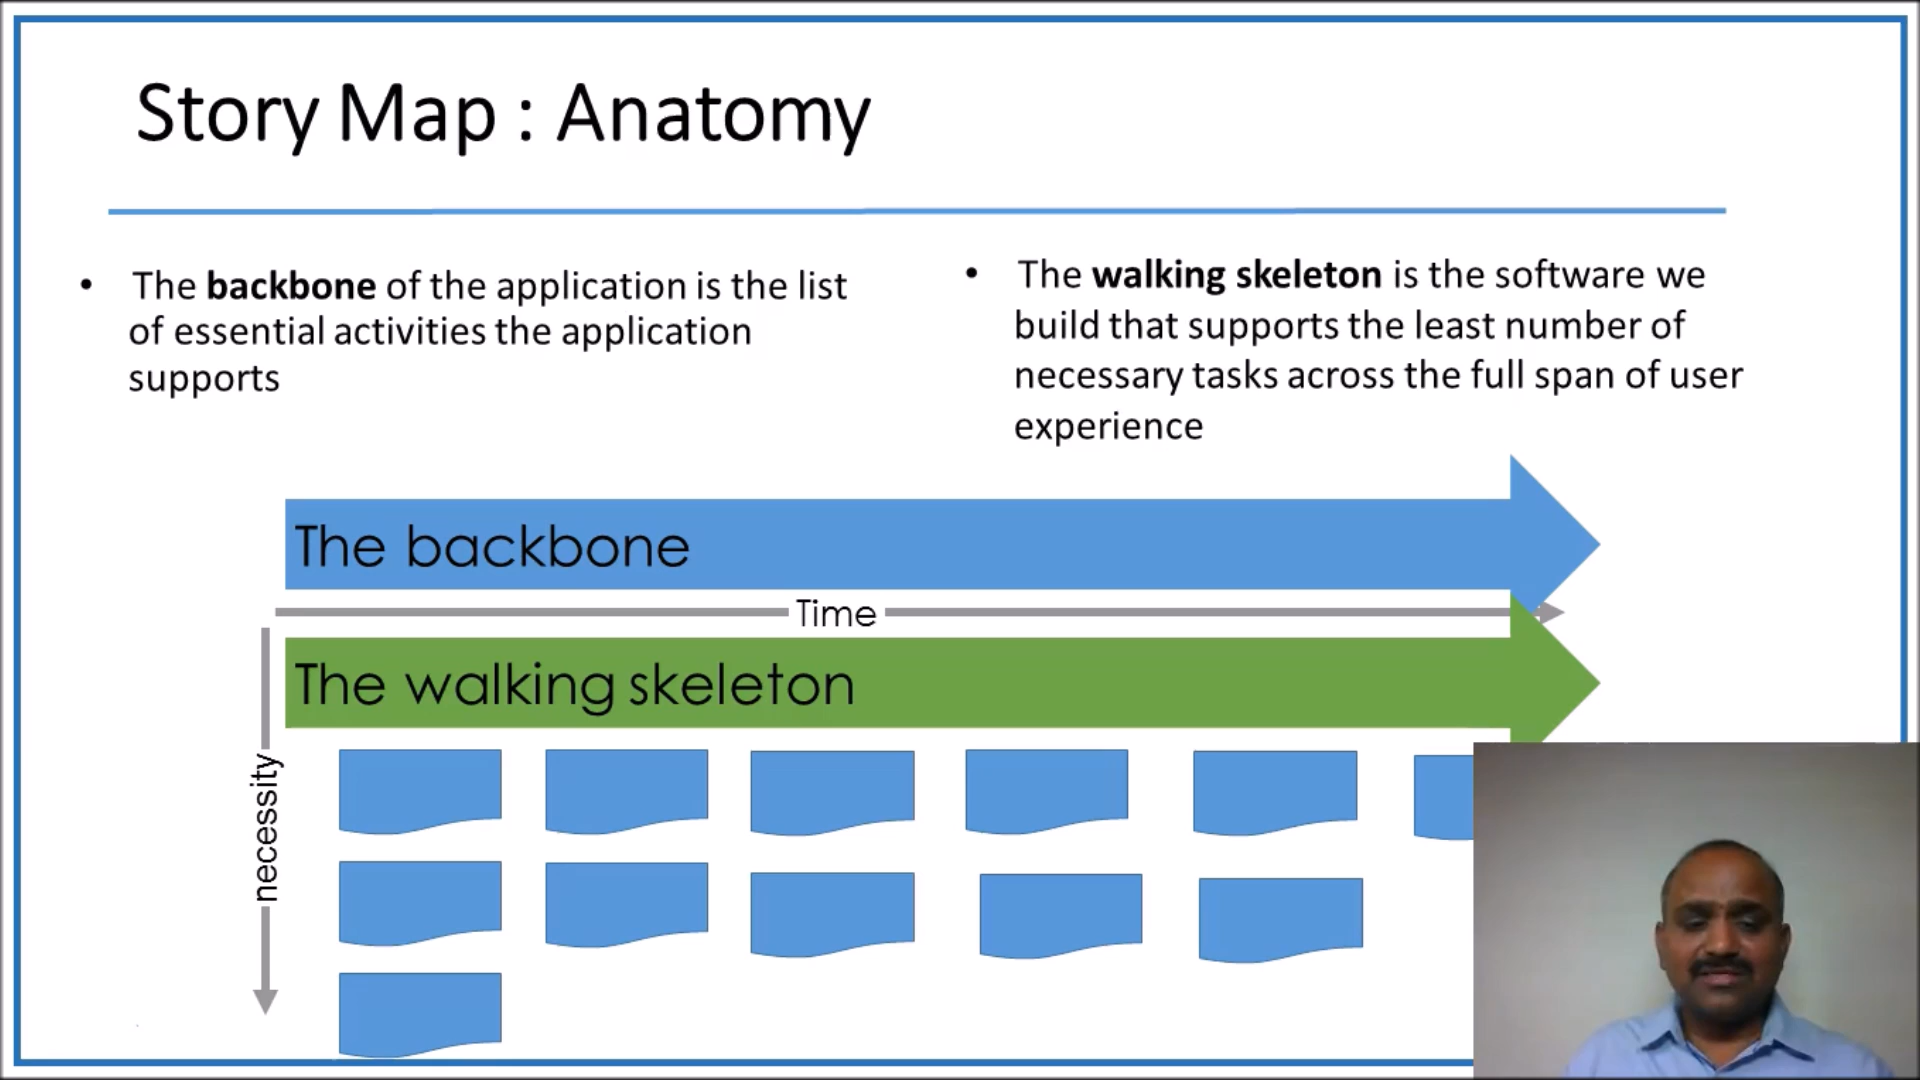 Story Map : Anatomy
• The backbone of the application is the list
of essential activities the application
supports
• The walking skeleton is the software we
build that supports the least number of
necessary tasks across the full span of user
experience
The backbone
Time
The walking skeleton
necessity